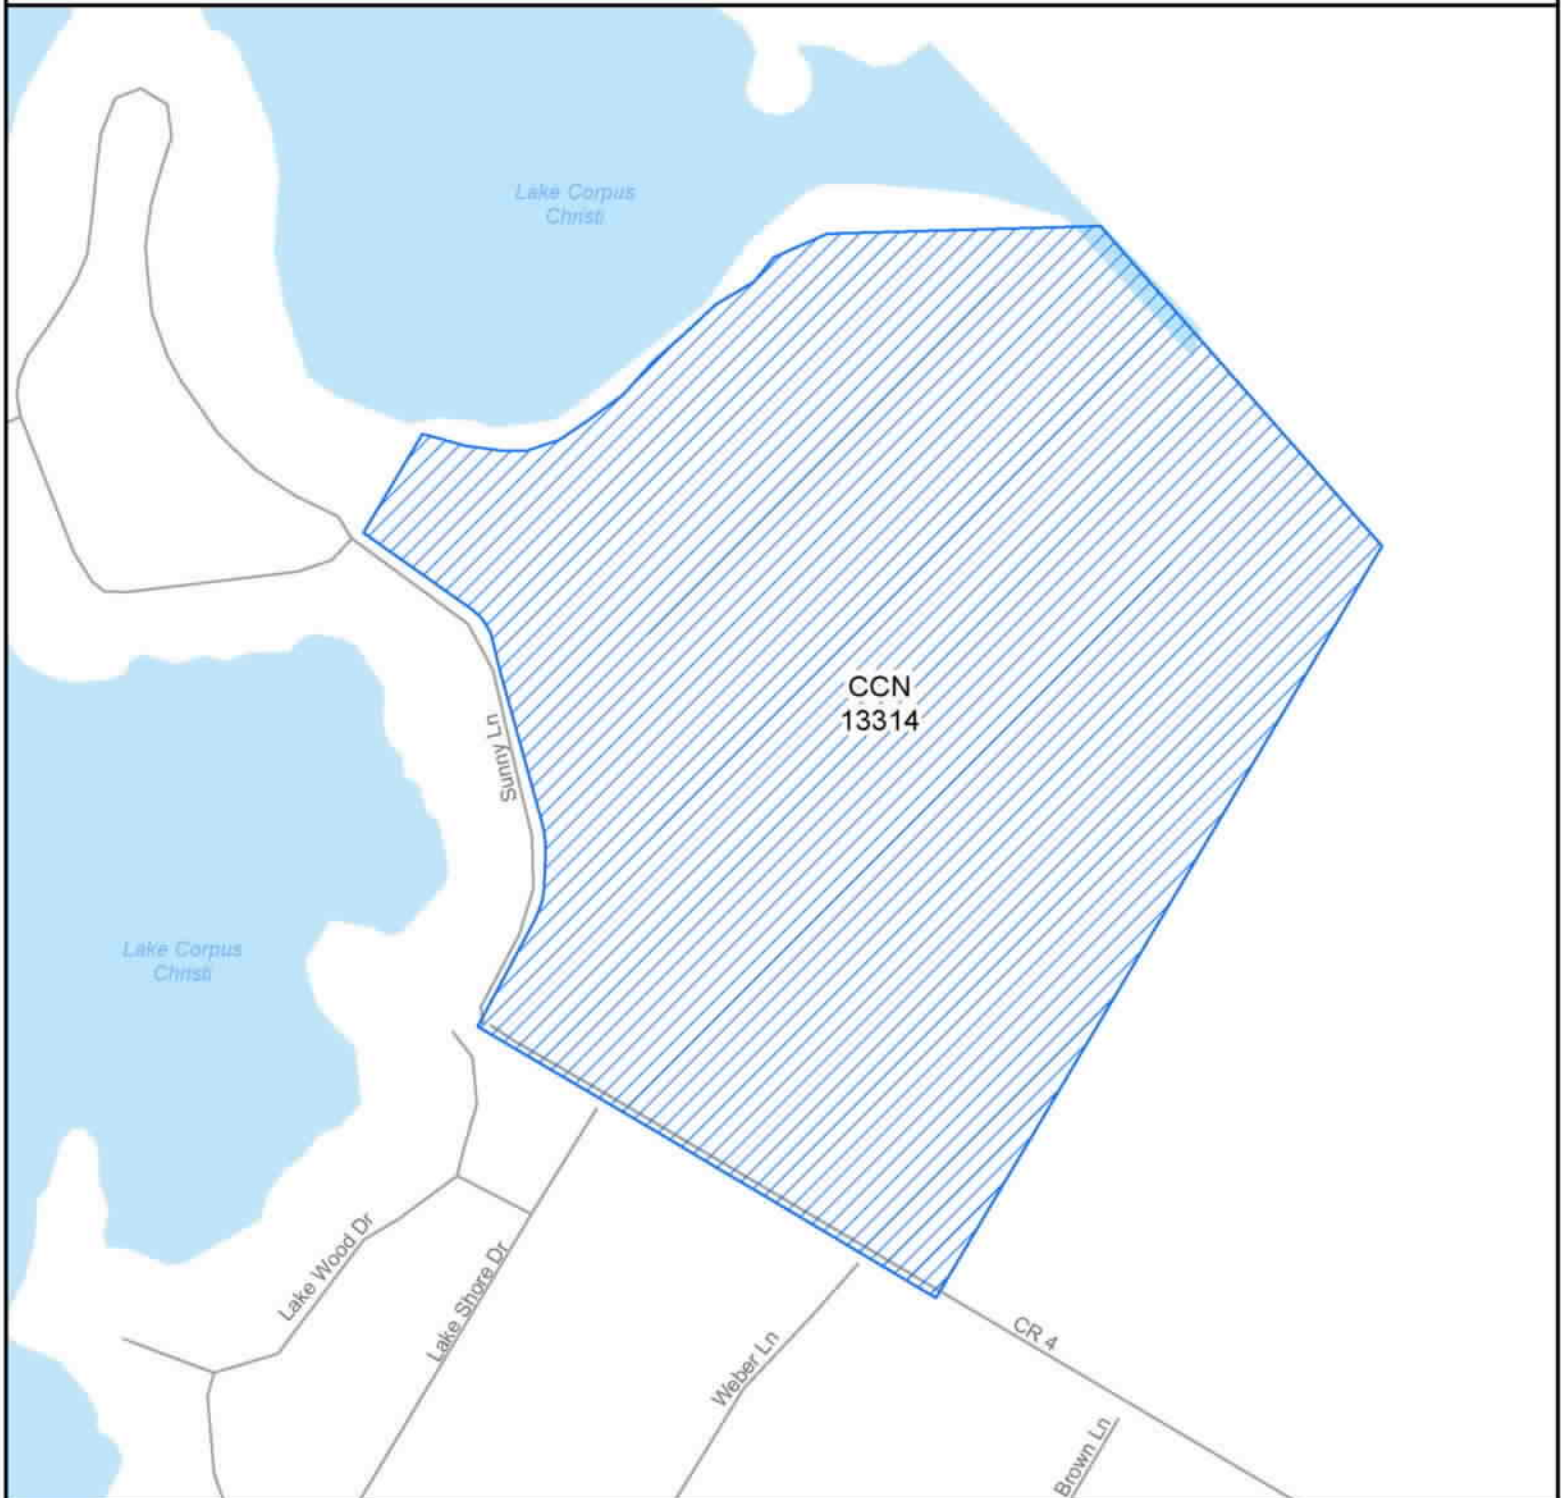 Lake Corpus
Christi
CCN
13314
Sunny Ln
Lake Corpus
Christi
Lake Wood Dr
Lake Shore Dr
Weber Ln
CR 4
Brown Ln